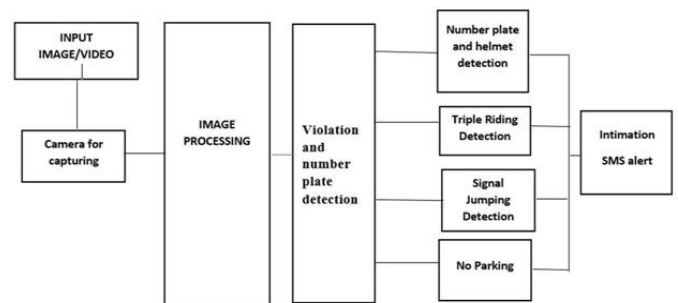 INPUT
IMAGE/VIDEO
Camera for
capturing
IMAGE
PROCESSING
Violation
and
number
plate
detection
Number plate
and helmet
detection
Triple Riding
Detection
Signal
Jumping
Detection
No Parking
Intimation
SMS alert